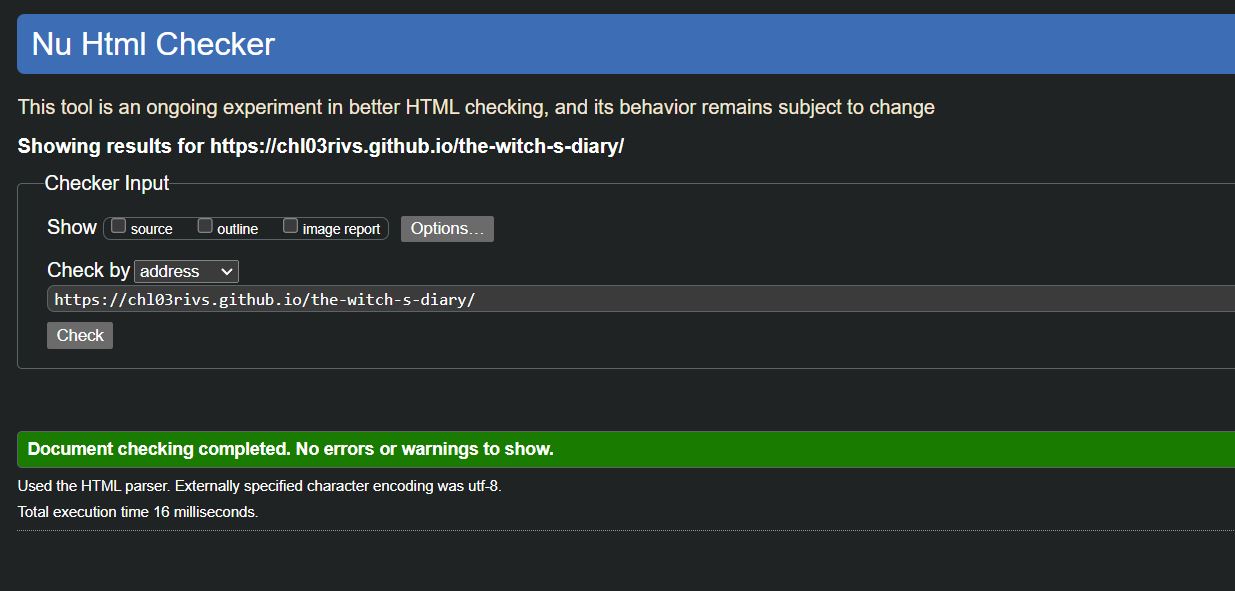 Nu Html Checker
This tool is an ongoing experiment in better HTML checking, and its behavior remains subject to change
Showing results for https://chl03rivs.github.io/the-witch-s-diary/
Checker Input
Show source outline image report Options...
Check by address
https://chl03rivs.github.io/the-witch-s-diary/
Check
Document checking completed. No errors or warnings to show.
Used the HTML parser. Externally specified character encoding was utf-8.
Total execution time 16 milliseconds.